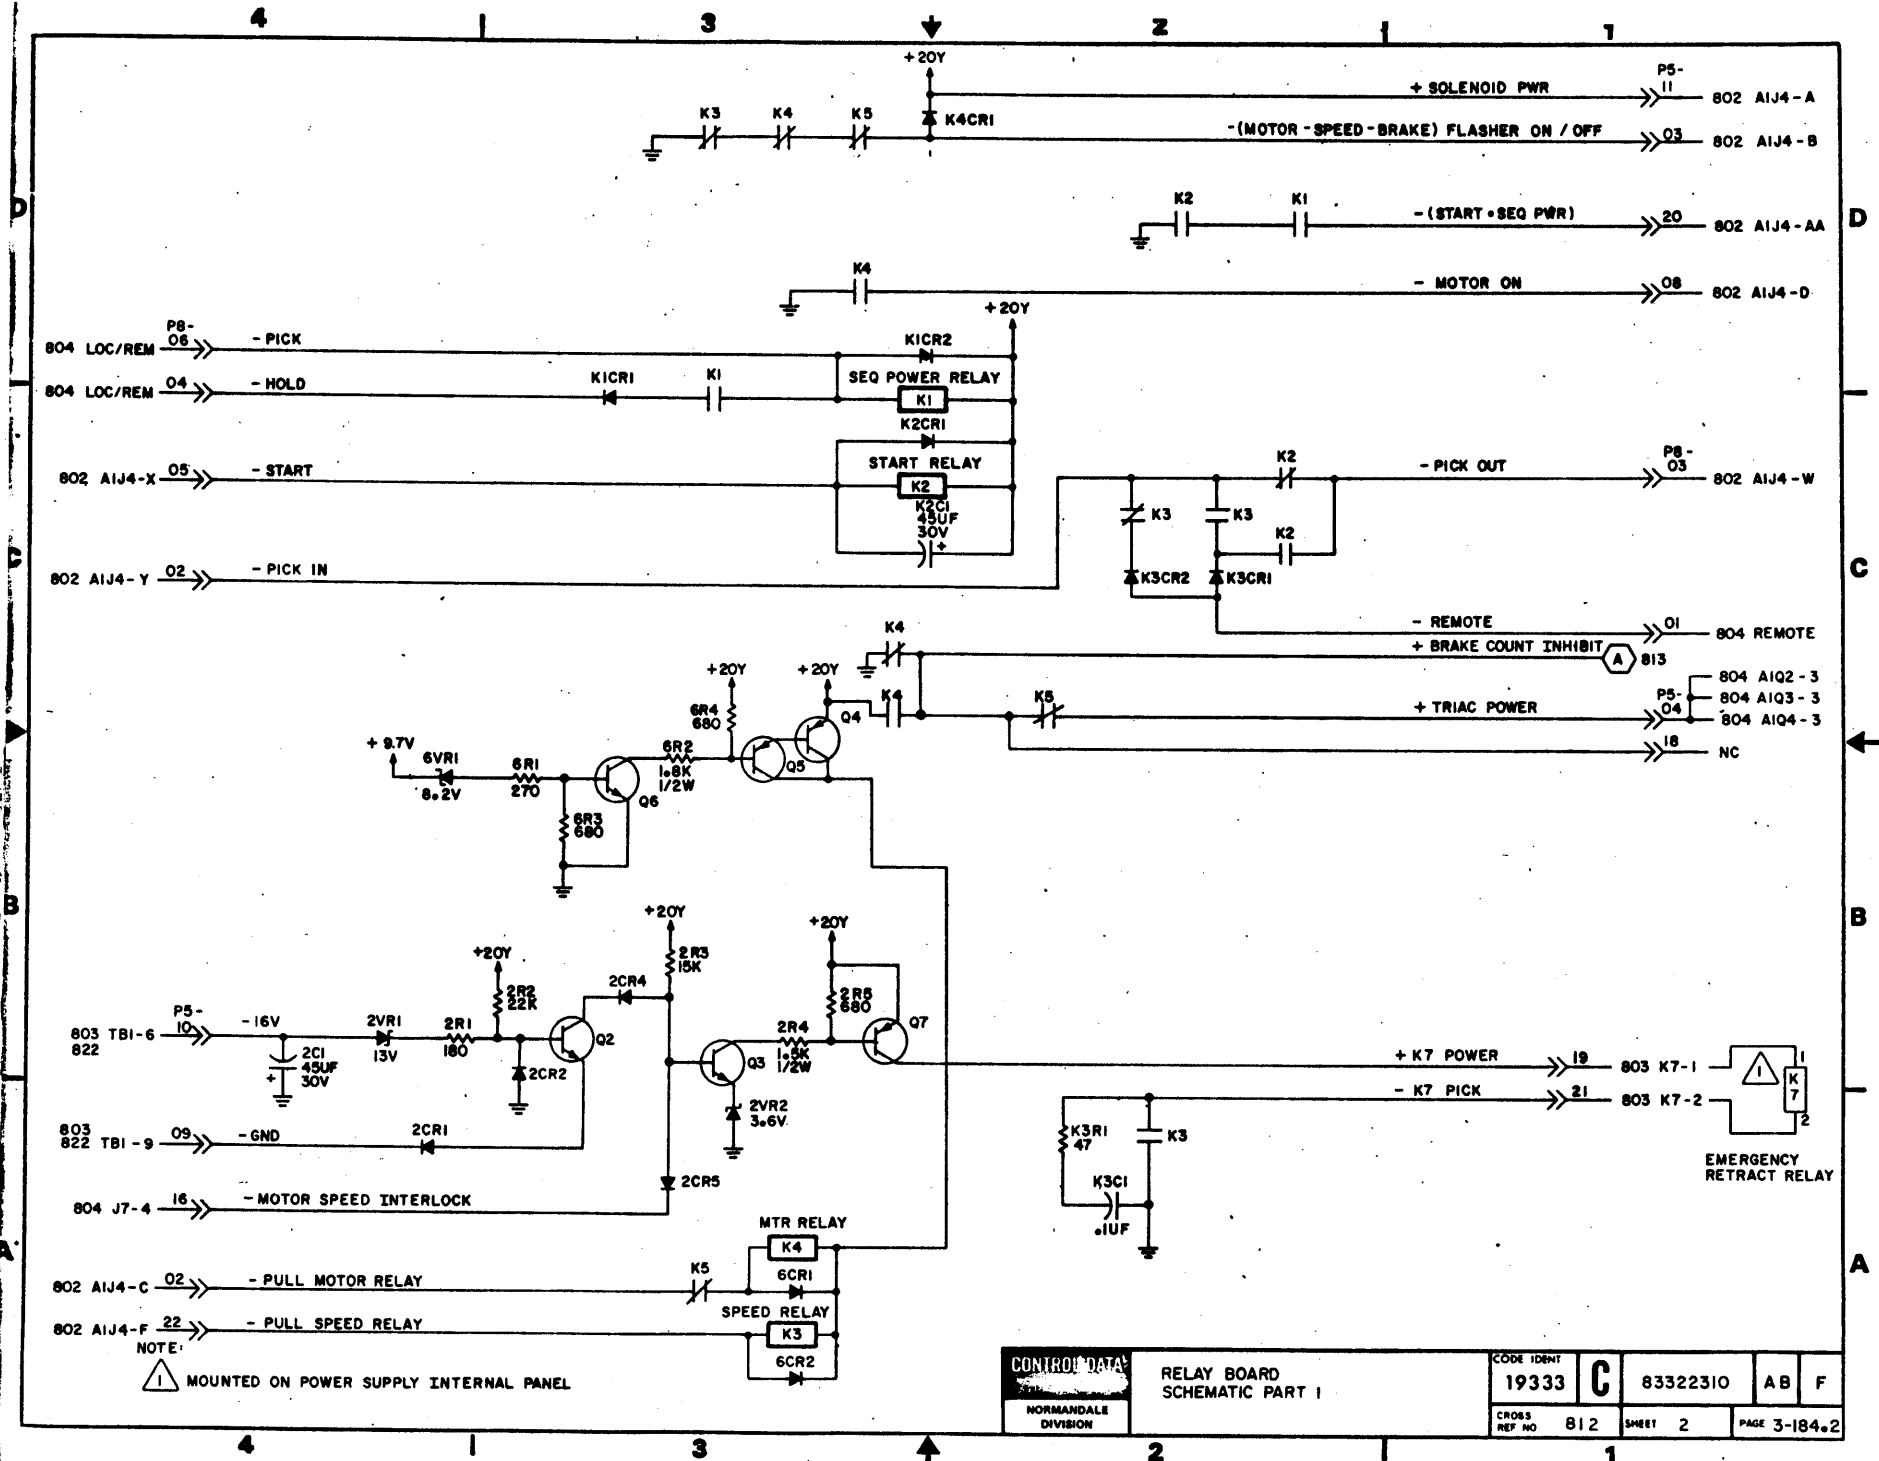 4 3 2 1
+20Y
+ SOLENOID PWR
P5-
11
802 A1J4-A
K3 K4 K5
K4CR1
-(MOTOR-SPEED-BRAKE) FLASHER ON / OFF
03
802 A1J4-B
D
D
K2 K1
-(START•SEQ PWR)
20
802 A1J4-AA
K4
- MOTOR ON
08
802 A1J4-D
+20Y
P8-
804 LOC/REM 06
- PICK
K1CR2
804 LOC/REM 04
- HOLD
K1CR1
K1
SEQ POWER RELAY
K1
K2CR1
802 A1J4-X 05
- START
START RELAY
K2
K2C1
45UF
30V
+
K2
- PICK OUT
P8-
03
802 A1J4-W
K3
K3
K2
C
C
802 A1J4-Y 02
- PICK IN
K3CR2
K3CR1
- REMOTE
01
804 REMOTE
K4
+ BRAKE COUNT INHIBIT
A
813
804 A1Q2-3
804 A1Q3-3
804 A1Q4-3
+20Y
+20Y
6R4
680
Q4
K4
K5
+ TRIAC POWER
P5-
04
18
NC
+ 9.7V
6VR1
8.2V
6R1
270
6R2
1.8K
1/2W
Q5
Q6
6R3
680
B
B
+20Y
+20Y
+20Y
2R2
22K
2CR4
2R3
15K
2R5
680
P5-
803 TB1-6 10
822
-16V
2C1
45UF
30V
+
2VR1
13V
2R1
180
Q2
2CR2
Q3
2R4
1.5K
1/2W
Q7
2VR2
3.6V
+ K7 POWER
19
803 K7-1
- K7 PICK
21
803 K7-2
1
1
K
7
2
EMERGENCY
RETRACT RELAY
K3R1
47
K3
K3C1
.1UF
803
822 TB1-9 09
-GND
2CR1
804 J7-4 16
-MOTOR SPEED INTERLOCK
2CR5
A
A
MTR RELAY
K4
802 A1J4-C 02
- PULL MOTOR RELAY
K5
6CR1
SPEED RELAY
802 A1J4-F 22
- PULL SPEED RELAY
K3
6CR2
NOTE:
1 MOUNTED ON POWER SUPPLY INTERNAL PANEL
CONTROL DATA
NORMANDALE
DIVISION
RELAY BOARD
SCHEMATIC PART 1
CODE IDENT
19333
C
83322310
AB
F
CROSS
REF NO 812
SHEET 2
PAGE 3-184.2
4 3 2 1